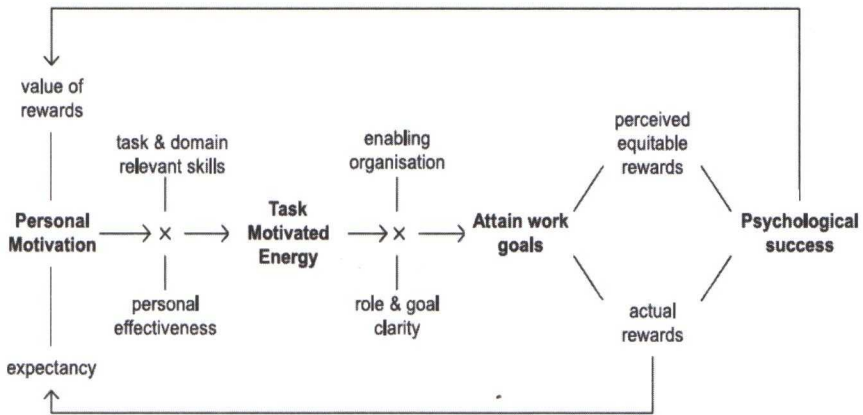 value of
rewards
task & domain
relevant skills
enabling
organisation
perceived
equitable
rewards
Personal
Motivation
×
Task
Motivated
Energy
×
Attain work
goals
Psychological
success
personal
effectiveness
role & goal
clarity
actual
rewards
expectancy